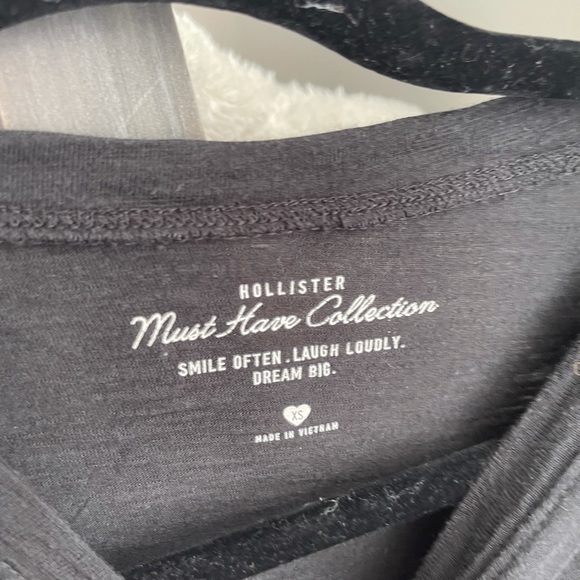 HOLLISTER
Must Have Collection
SMILE OFTEN. LAUGH LOUDLY.
DREAM BIG.
XS
MADE IN VIETNAM